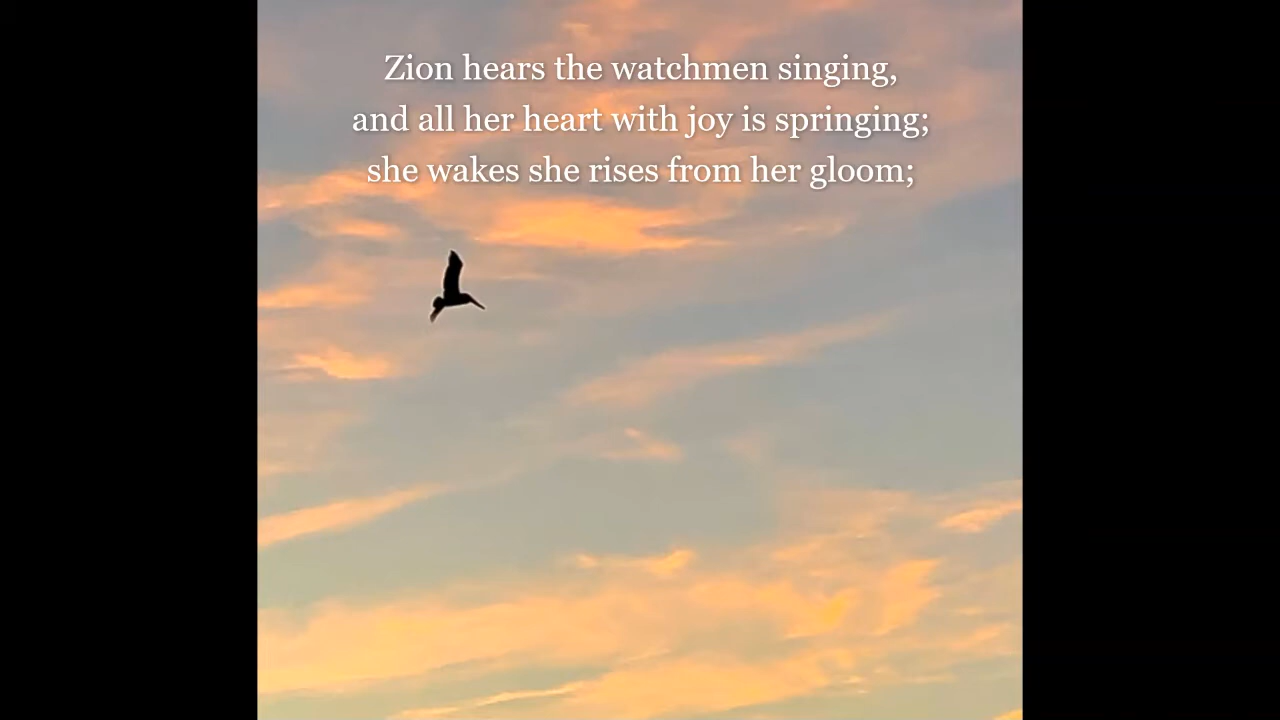 Zion hears the watchmen singing,
and all her heart with joy is springing;
she wakes she rises from her gloom;